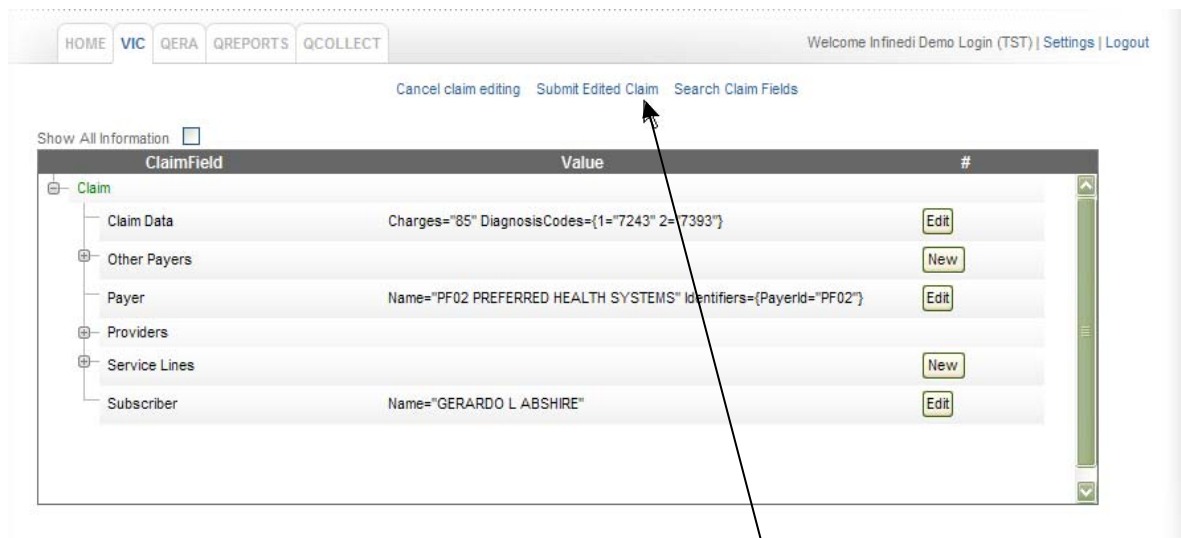 HOME VIC QERA QREPORTS QCOLLECT Welcome Infinedi Demo Login (TST) | Settings | Logout
Cancel claim editing Submit Edited Claim Search Claim Fields
Show All Information
ClaimField Value #
Claim
Claim Data Charges="85" DiagnosisCodes={1="7243" 2="7393"} Edit
Other Payers New
Payer Name="PF02 PREFERRED HEALTH SYSTEMS" Identifiers={PayerId="PF02"} Edit
Providers
Service Lines New
Subscriber Name="GERARDO L ABSHIRE" Edit